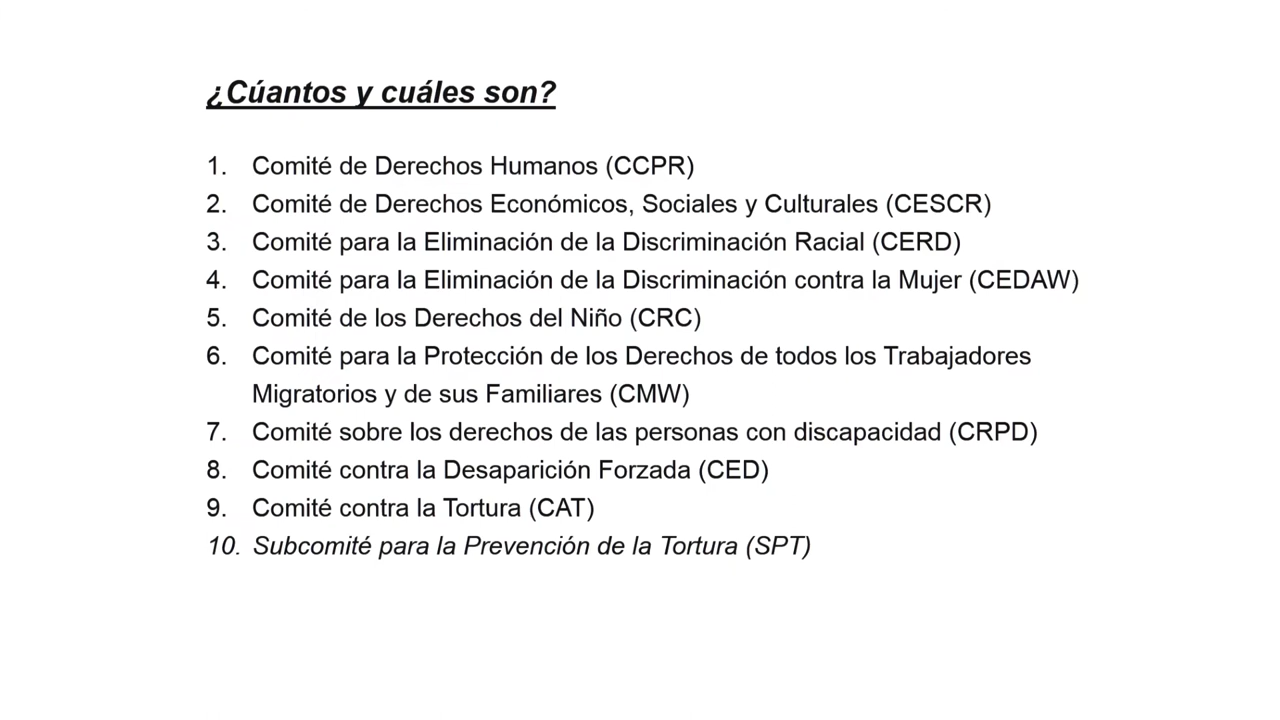 ¿Cúantos y cuáles son?
1. Comité de Derechos Humanos (CCPR)
2. Comité de Derechos Económicos, Sociales y Culturales (CESCR)
3. Comité para la Eliminación de la Discriminación Racial (CERD)
4. Comité para la Eliminación de la Discriminación contra la Mujer (CEDAW)
5. Comité de los Derechos del Niño (CRC)
6. Comité para la Protección de los Derechos de todos los Trabajadores
Migratorios y de sus Familiares (CMW)
7. Comité sobre los derechos de las personas con discapacidad (CRPD)
8. Comité contra la Desaparición Forzada (CED)
9. Comité contra la Tortura (CAT)
10. Subcomité para la Prevención de la Tortura (SPT)